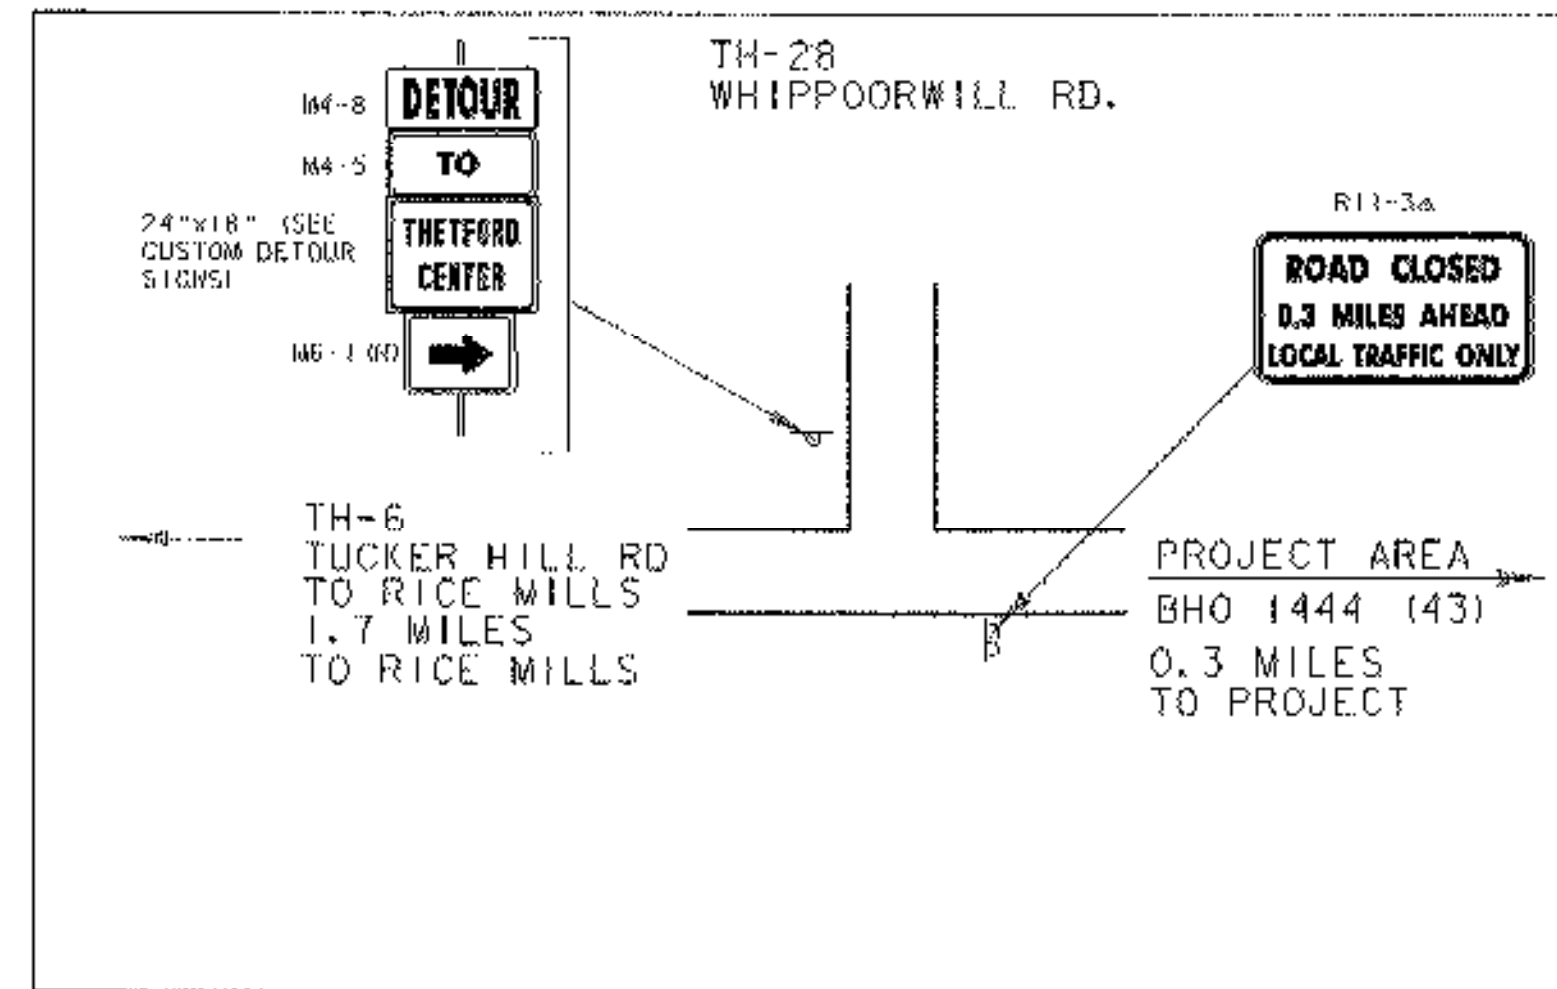 TH-28
WHIPPOORWILL RD.
M4-8
DETOUR
M4-5
TO
24"x18" (SEE
CUSTOM DETOUR
SIGNS)
THETFORD
CENTER
R11-3a
ROAD CLOSED
0.3 MILES AHEAD
LOCAL TRAFFIC ONLY
TH-6
TUCKER HILL RD
TO RICE MILLS
1.7 MILES
TO RICE MILLS
PROJECT AREA
BHO 1444 (43)
0.3 MILES
TO PROJECT